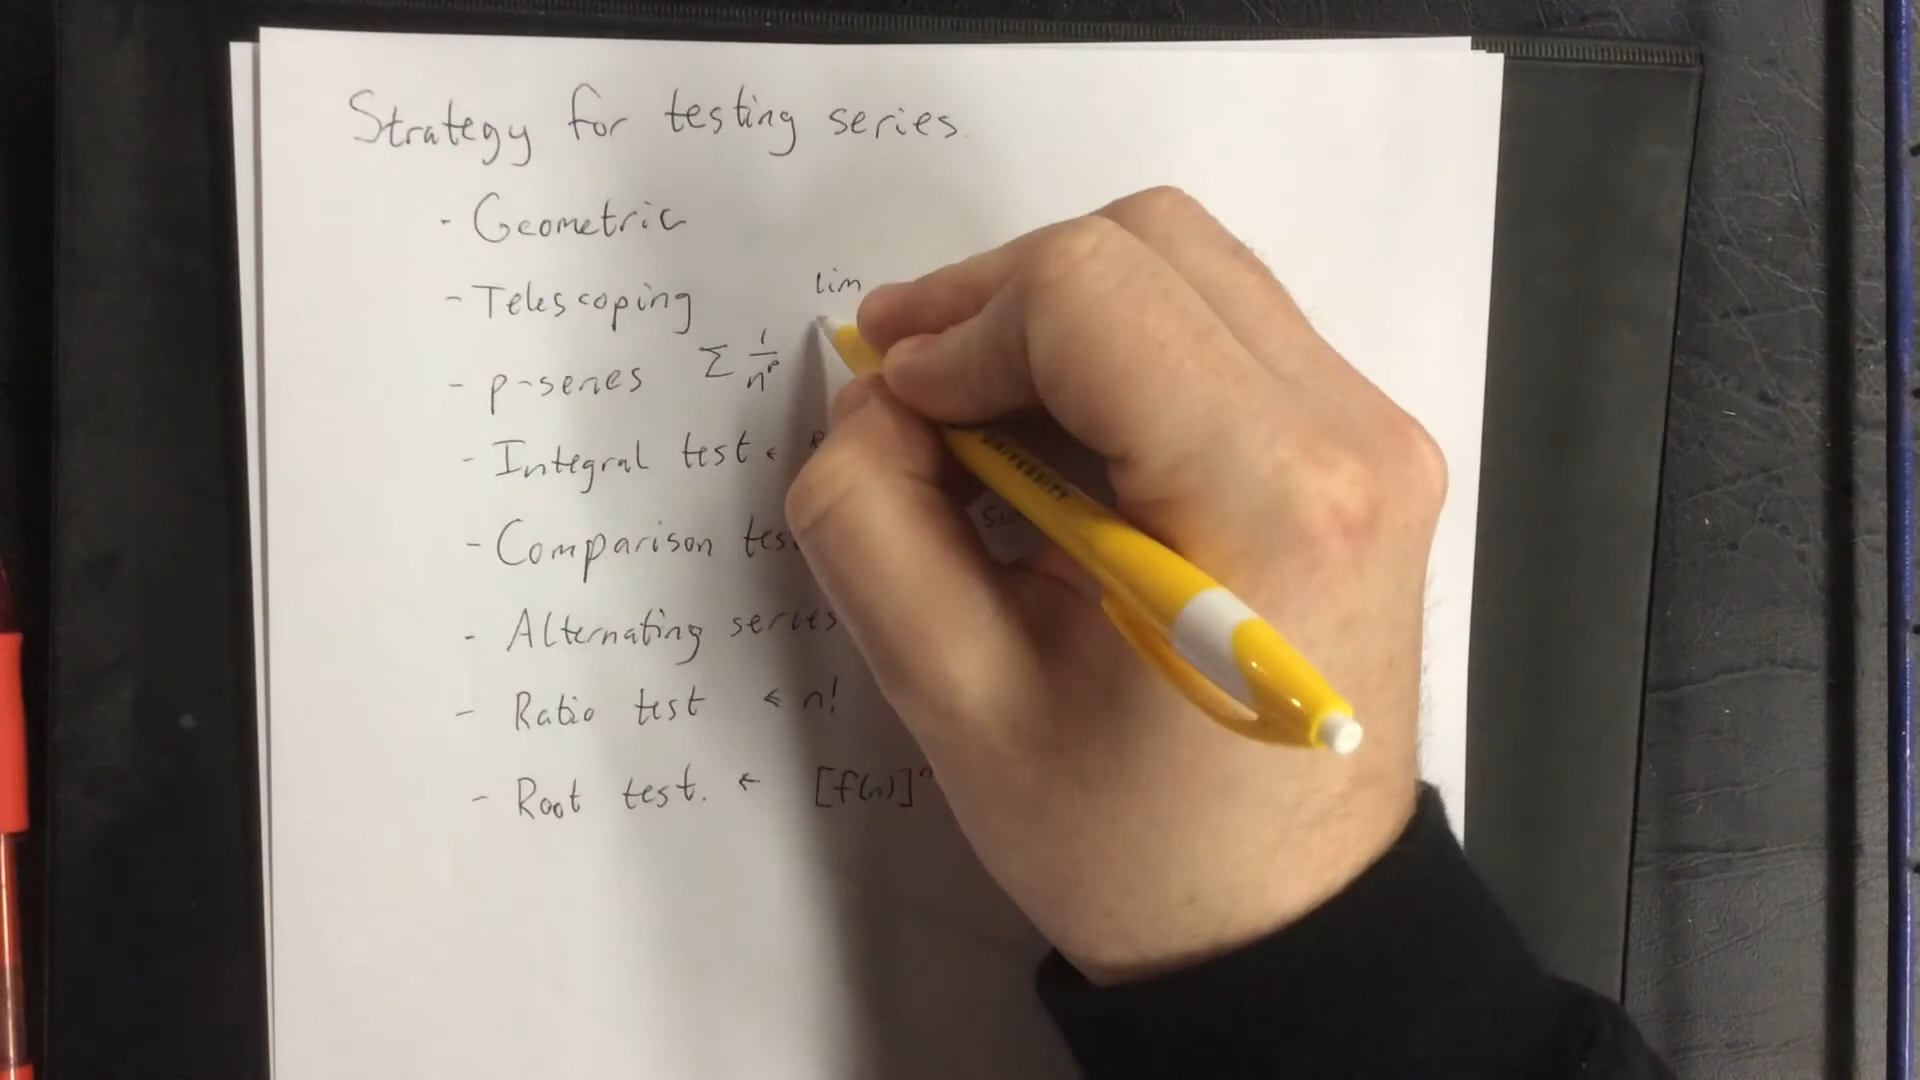 Strategy for testing series.
- Geometric
- Telescoping
lim
- p-series Σ 1/n^p
- Integral test ←
- Comparison test
- Alternating series
- Ratio test ← n!
- Root test. ← [f(n)]^n